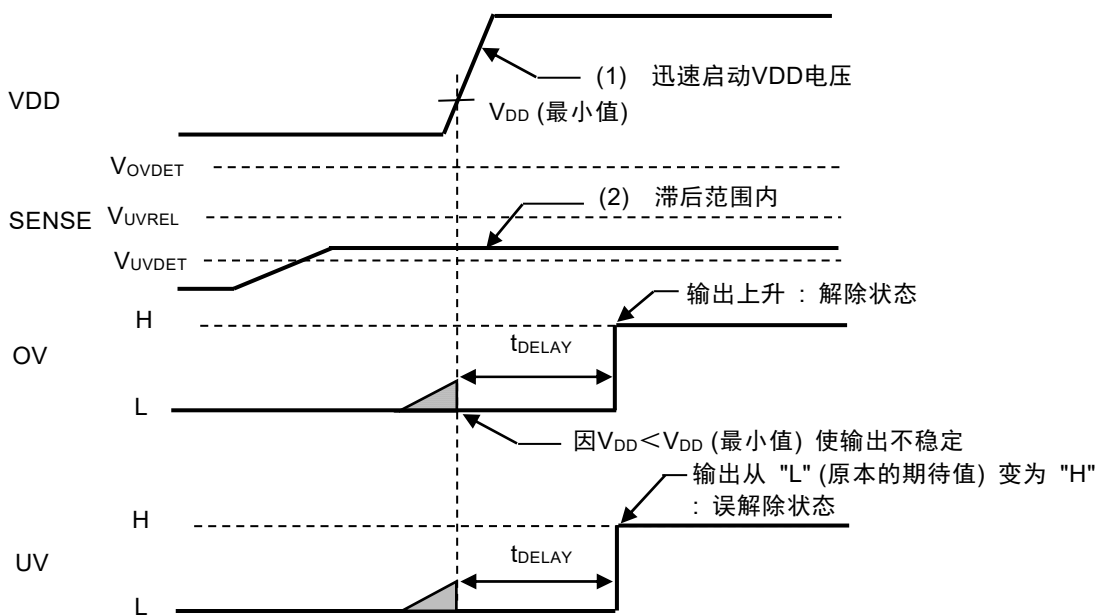 (1) 迅速启动VDD电压
VDD
VDD (最小值)
VOVDET
(2) 滞后范围内
SENSE
VUVREL
VUVDET
输出上升 : 解除状态
H
tDELAY
OV
L
因VDD＜VDD (最小值) 使输出不稳定
输出从 "L" (原本的期待值) 变为 "H"
: 误解除状态
H
tDELAY
UV
L